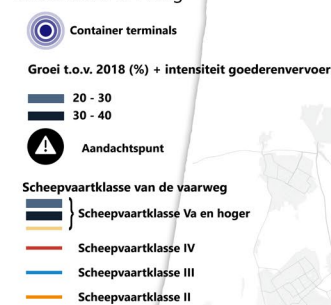 Container terminals
Groei t.o.v. 2018 (%) + intensiteit goederenvervoer
20 - 30
30 - 40
Aandachtspunt
Scheepvaartklasse van de vaarweg
Scheepvaartklasse Va en hoger
Scheepvaartklasse IV
Scheepvaartklasse III
Scheepvaartklasse II